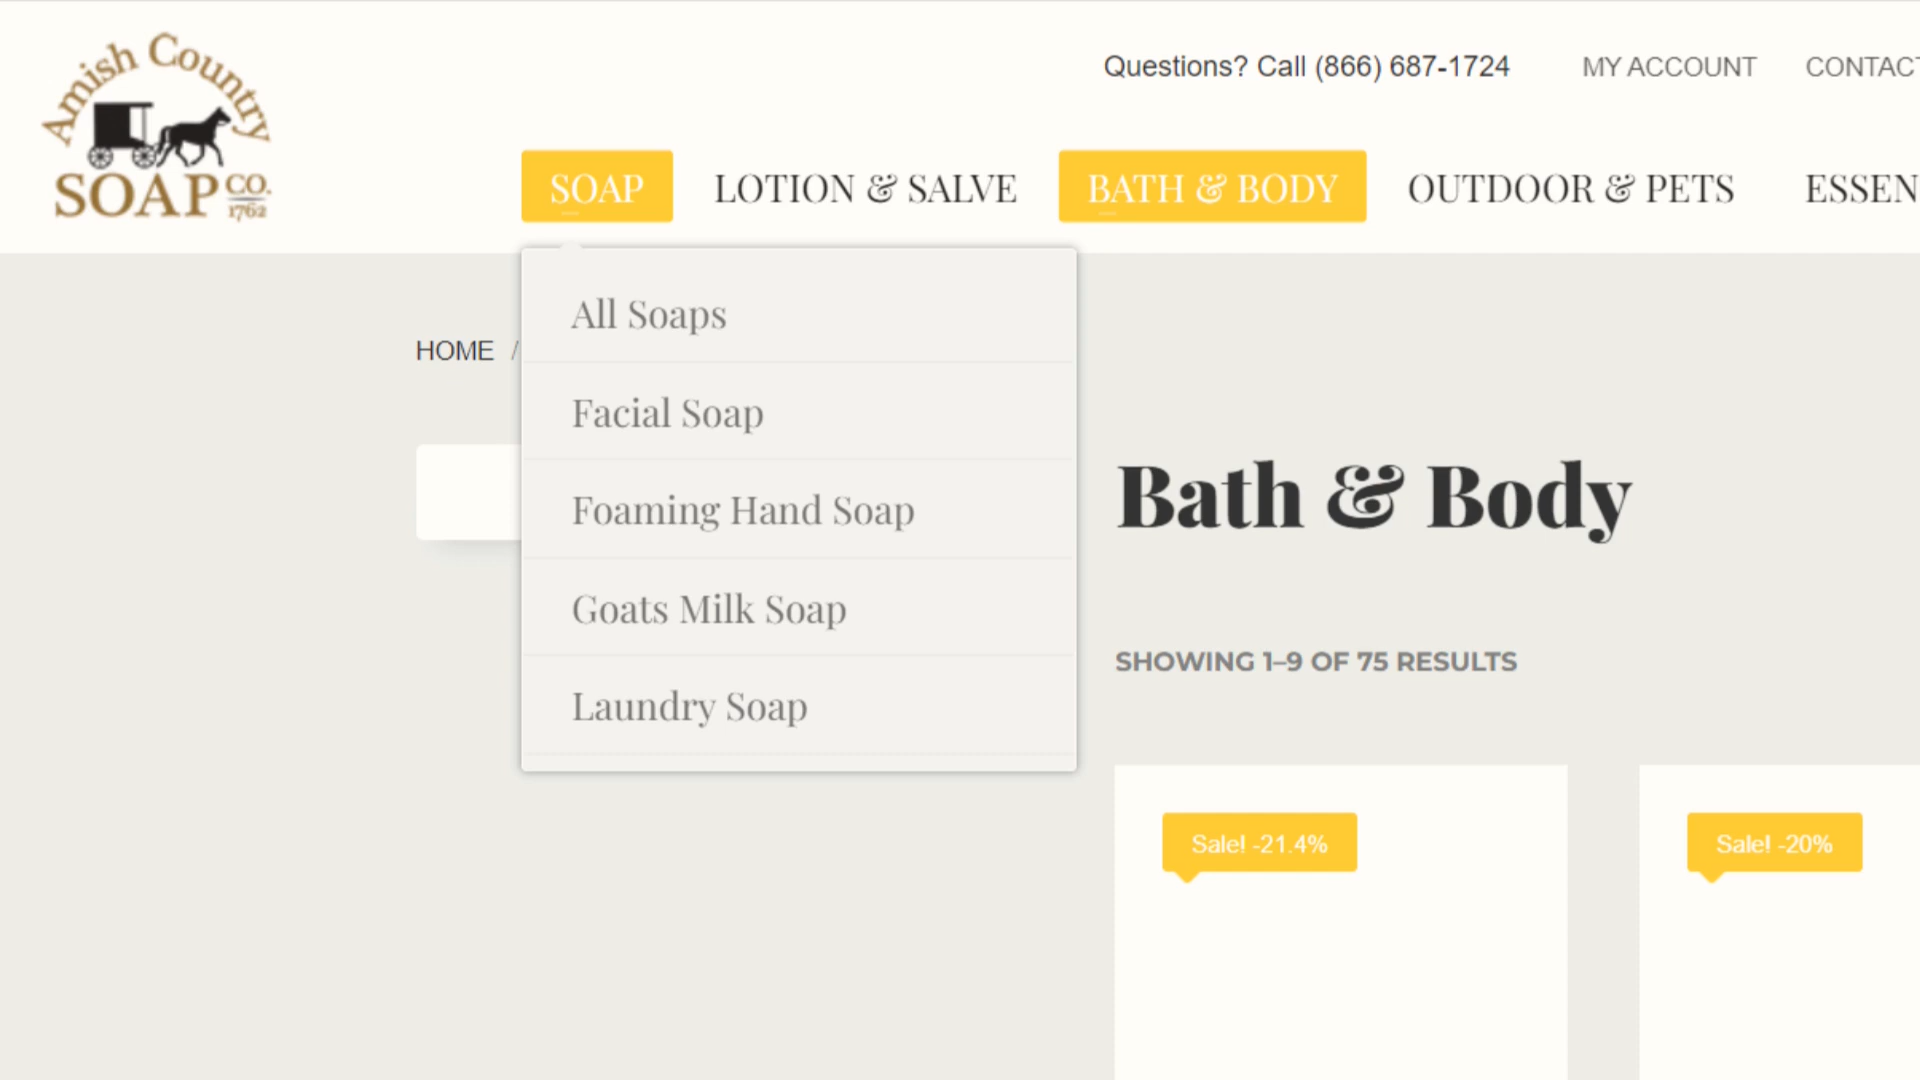 Amish Country
SOAP CO.
1762
Questions? Call (866) 687-1724
MY ACCOUNT
SOAP
LOTION & SALVE
BATH & BODY
OUTDOOR & PETS
All Soaps
HOME /
Facial Soap
Foaming Hand Soap
Bath & Body
Goats Milk Soap
SHOWING 1–9 OF 75 RESULTS
Laundry Soap
Sale! -21.4%
Sale! -20%